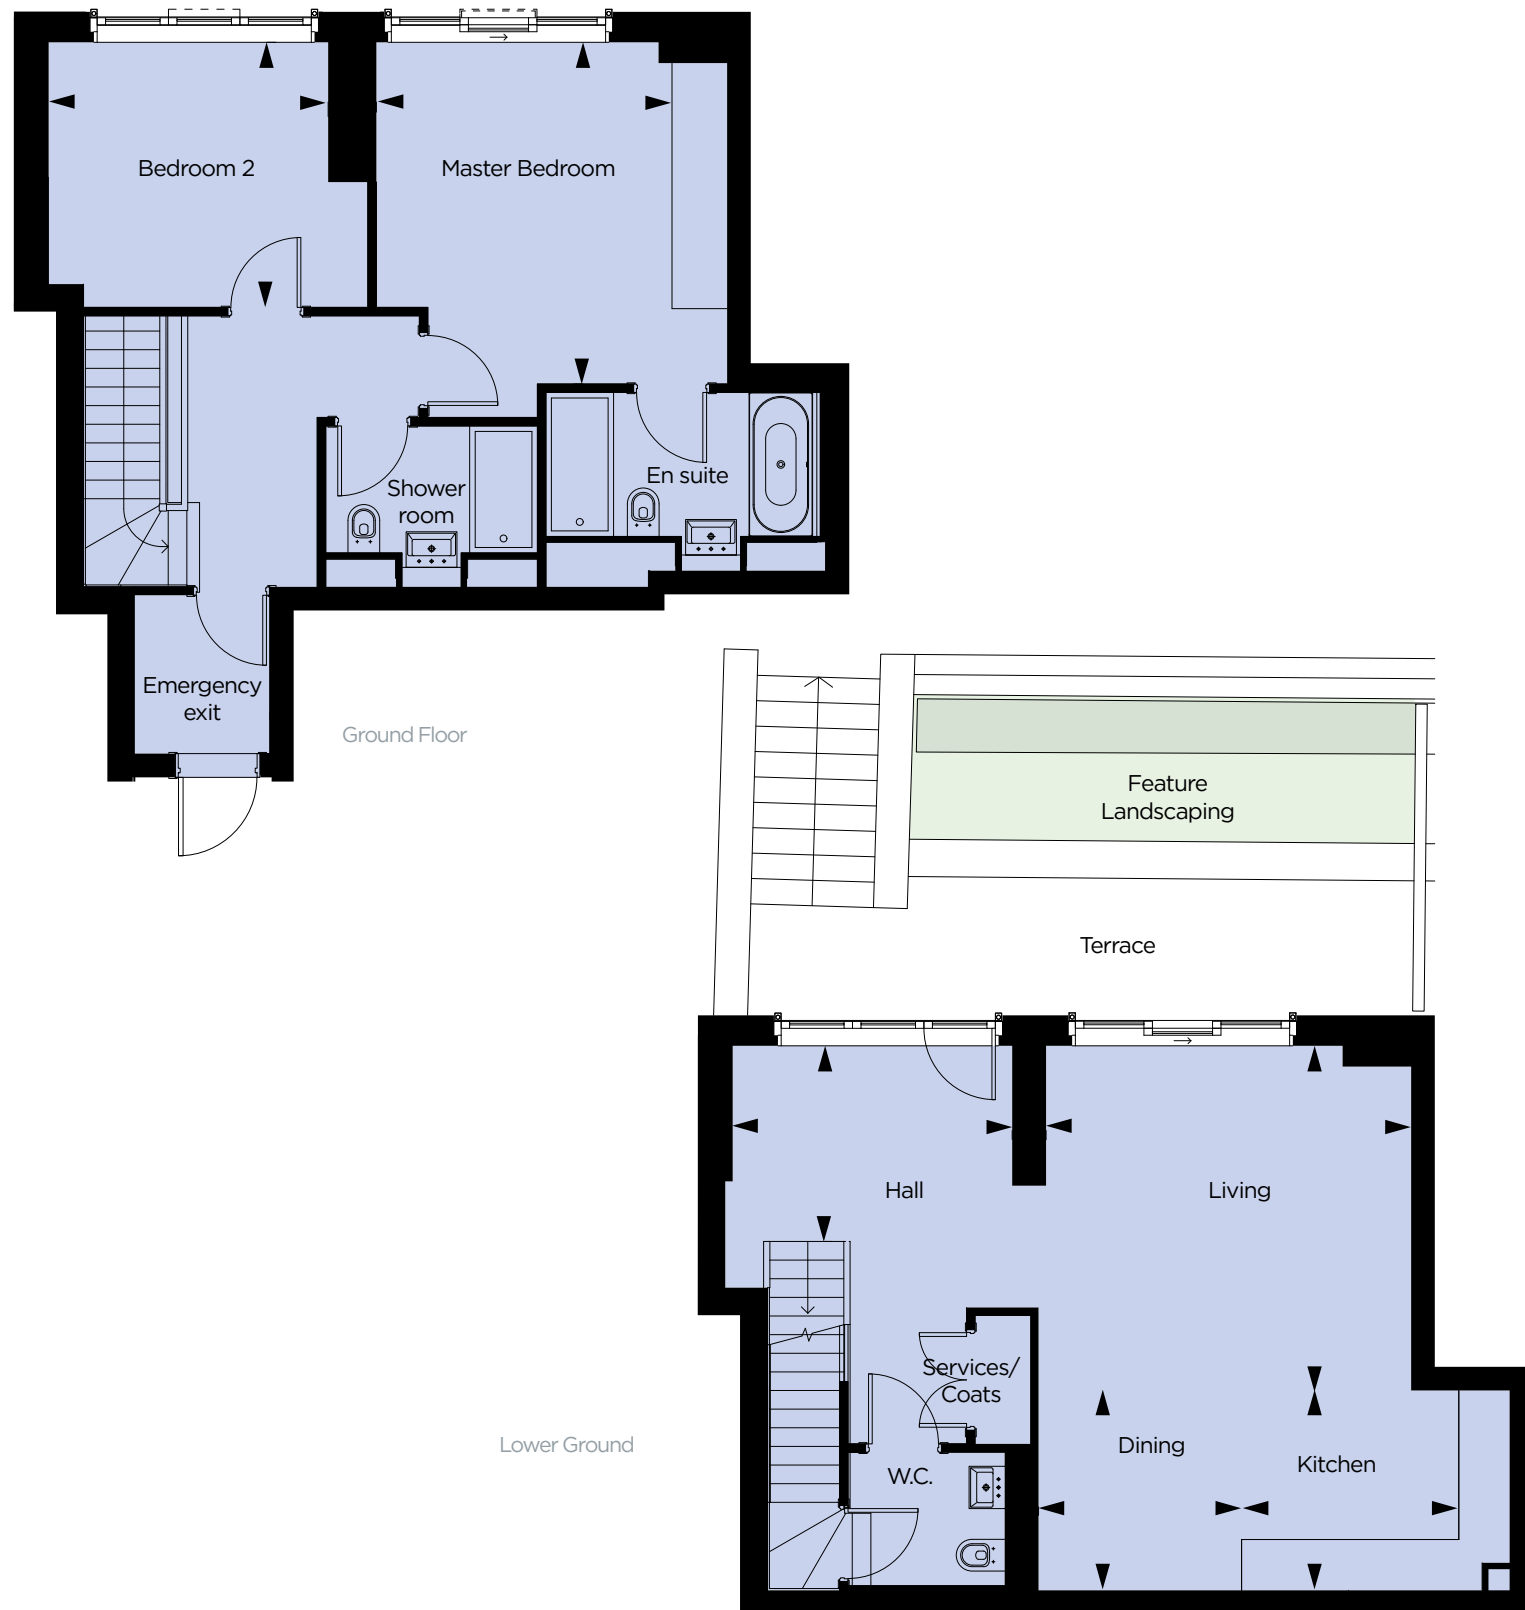 Bedroom 2
Master Bedroom
Shower
room
En suite
Emergency
exit
Ground Floor
Feature
Landscaping
Terrace
Hall
Living
Services/
Coats
Dining
Kitchen
Lower Ground
W.C.